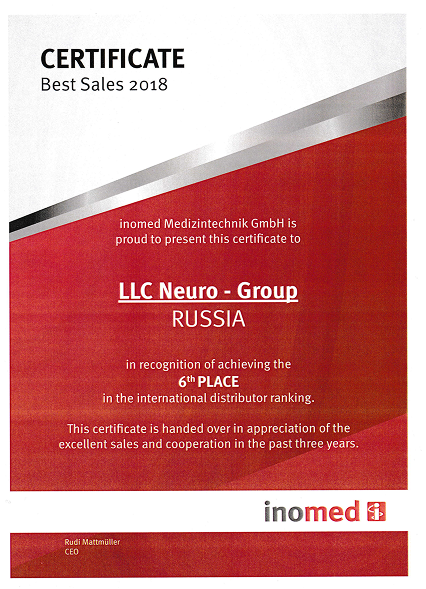 CERTIFICATE
Best Sales 2018
inomed Medizintechnik GmbH is
proud to present this certificate to
LLC Neuro - Group
RUSSIA
in recognition of achieving the
6th PLACE
in the international distributor ranking.
This certificate is handed over in appreciation of the
excellent sales and cooperation in the past three years.
inomed
Rudi Mattmüller
CEO